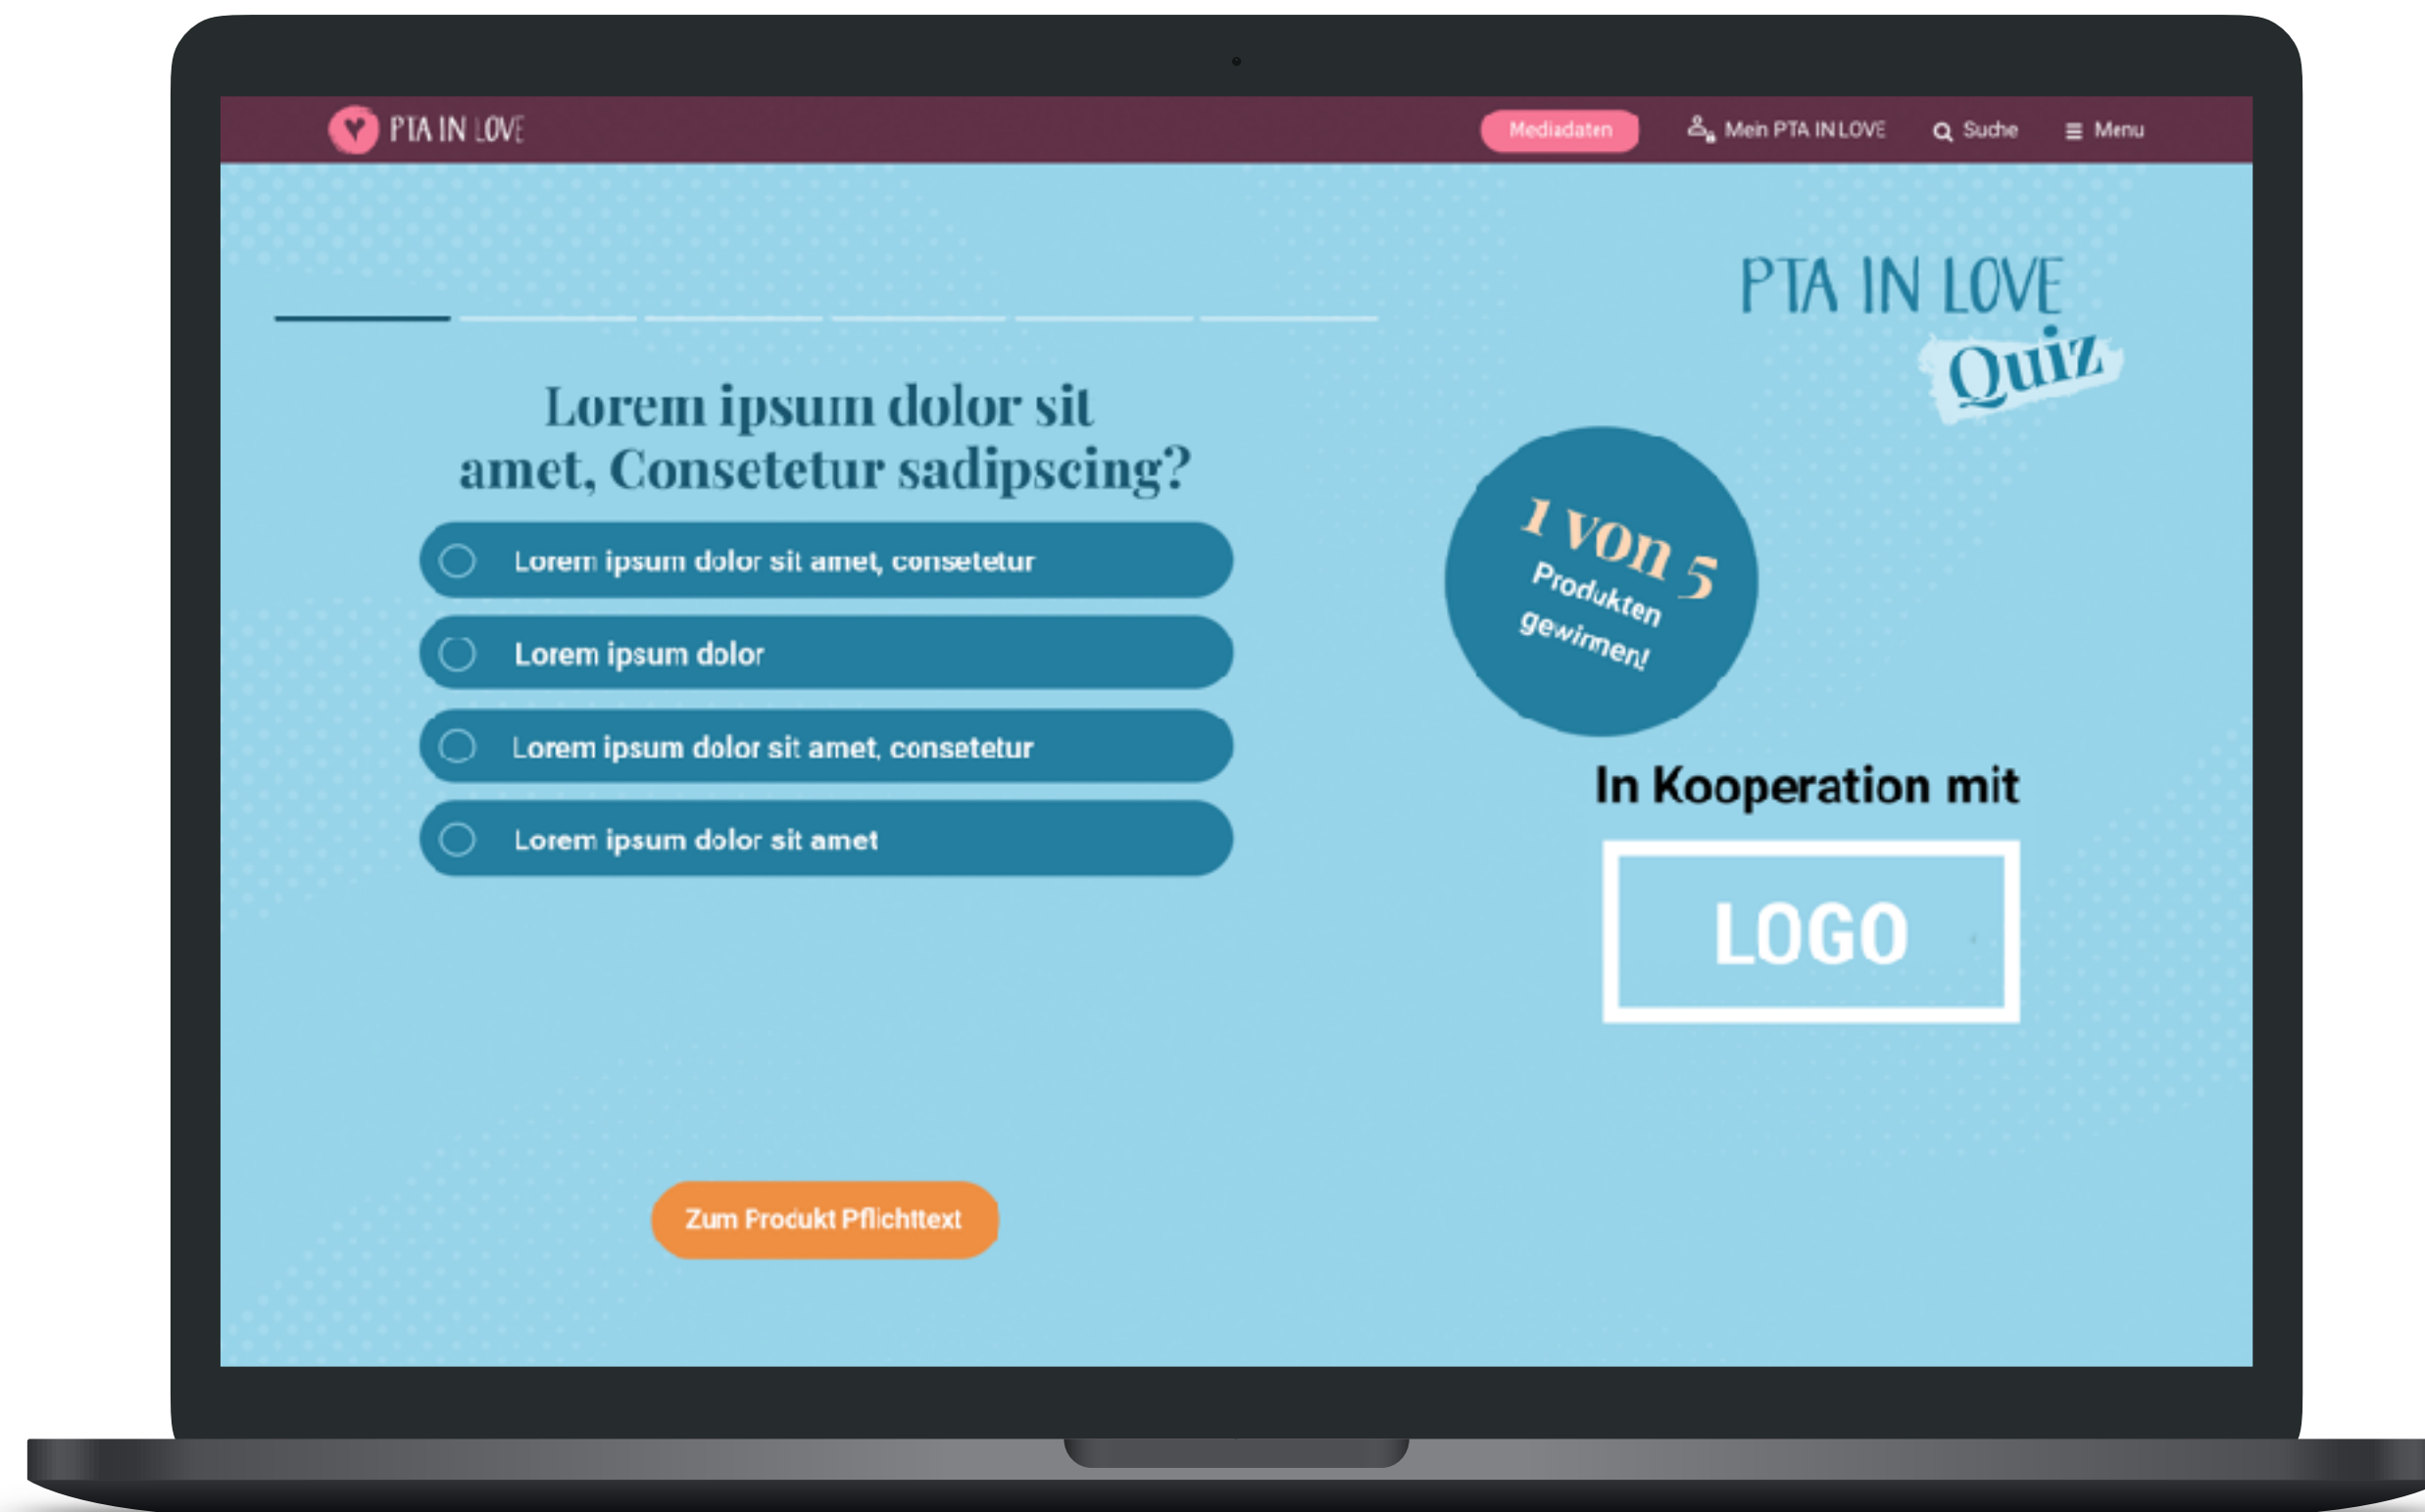 PTA IN LOVE
Mediadaten
Mein PTA IN LOVE
Suche
Menu
PTA IN LOVE
Quiz
Lorem ipsum dolor sit
amet, Consetetur sadipscing?
Lorem ipsum dolor sit amet, consetetur
Lorem ipsum dolor
Lorem ipsum dolor sit amet, consetetur
Lorem ipsum dolor sit amet
1 von 5
Produkten
gewinnen!
In Kooperation mit
LOGO
Zum Produkt Pflichttext